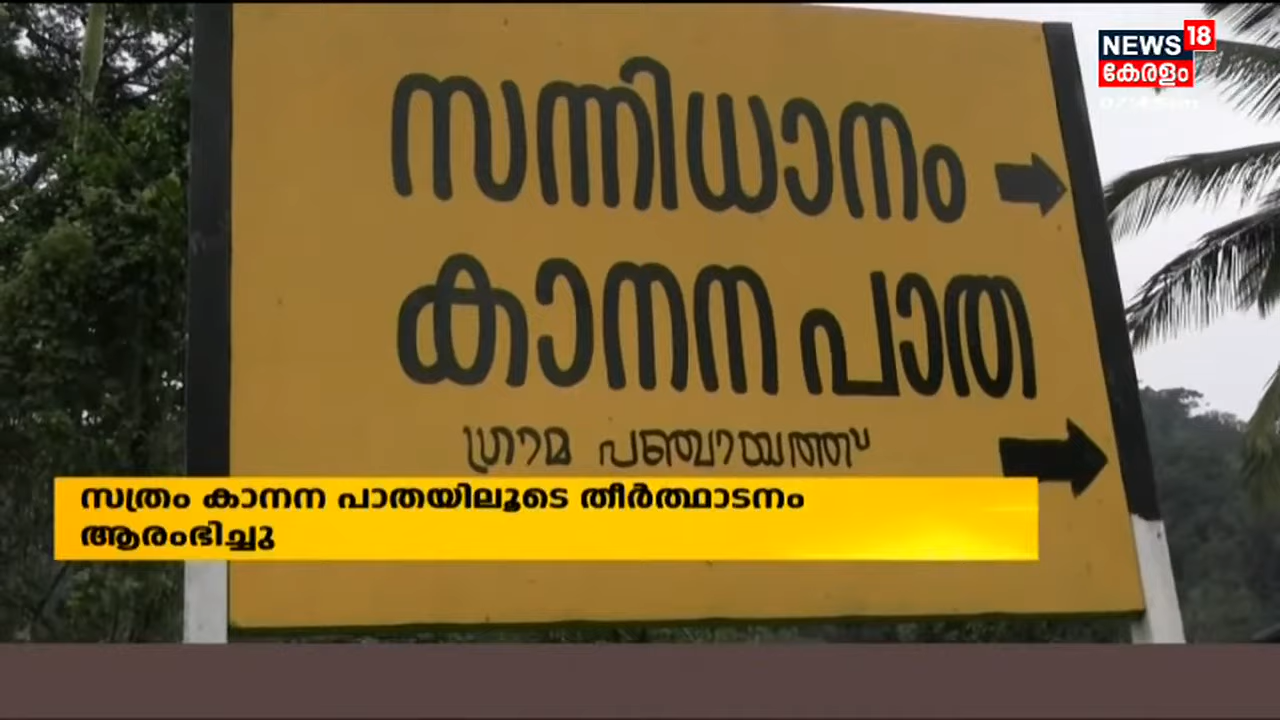 NEWS 18
കേരളം
സന്നിധാനം
കാനന പാത
ഗ്രാമ പഞ്ചായത്ത്
സത്രം കാനന പാതയിലൂടെ തീർത്ഥാടനം
ആരംഭിച്ചു